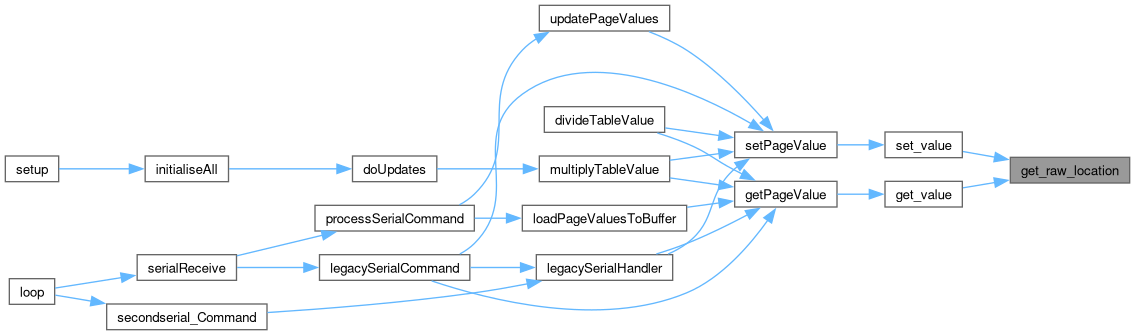 updatePageValues
divideTableValue
setPageValue
set_value
setup
initialiseAll
doUpdates
multiplyTableValue
get_raw_location
getPageValue
get_value
processSerialCommand
loadPageValuesToBuffer
serialReceive
legacySerialCommand
legacySerialHandler
loop
secondserial_Command